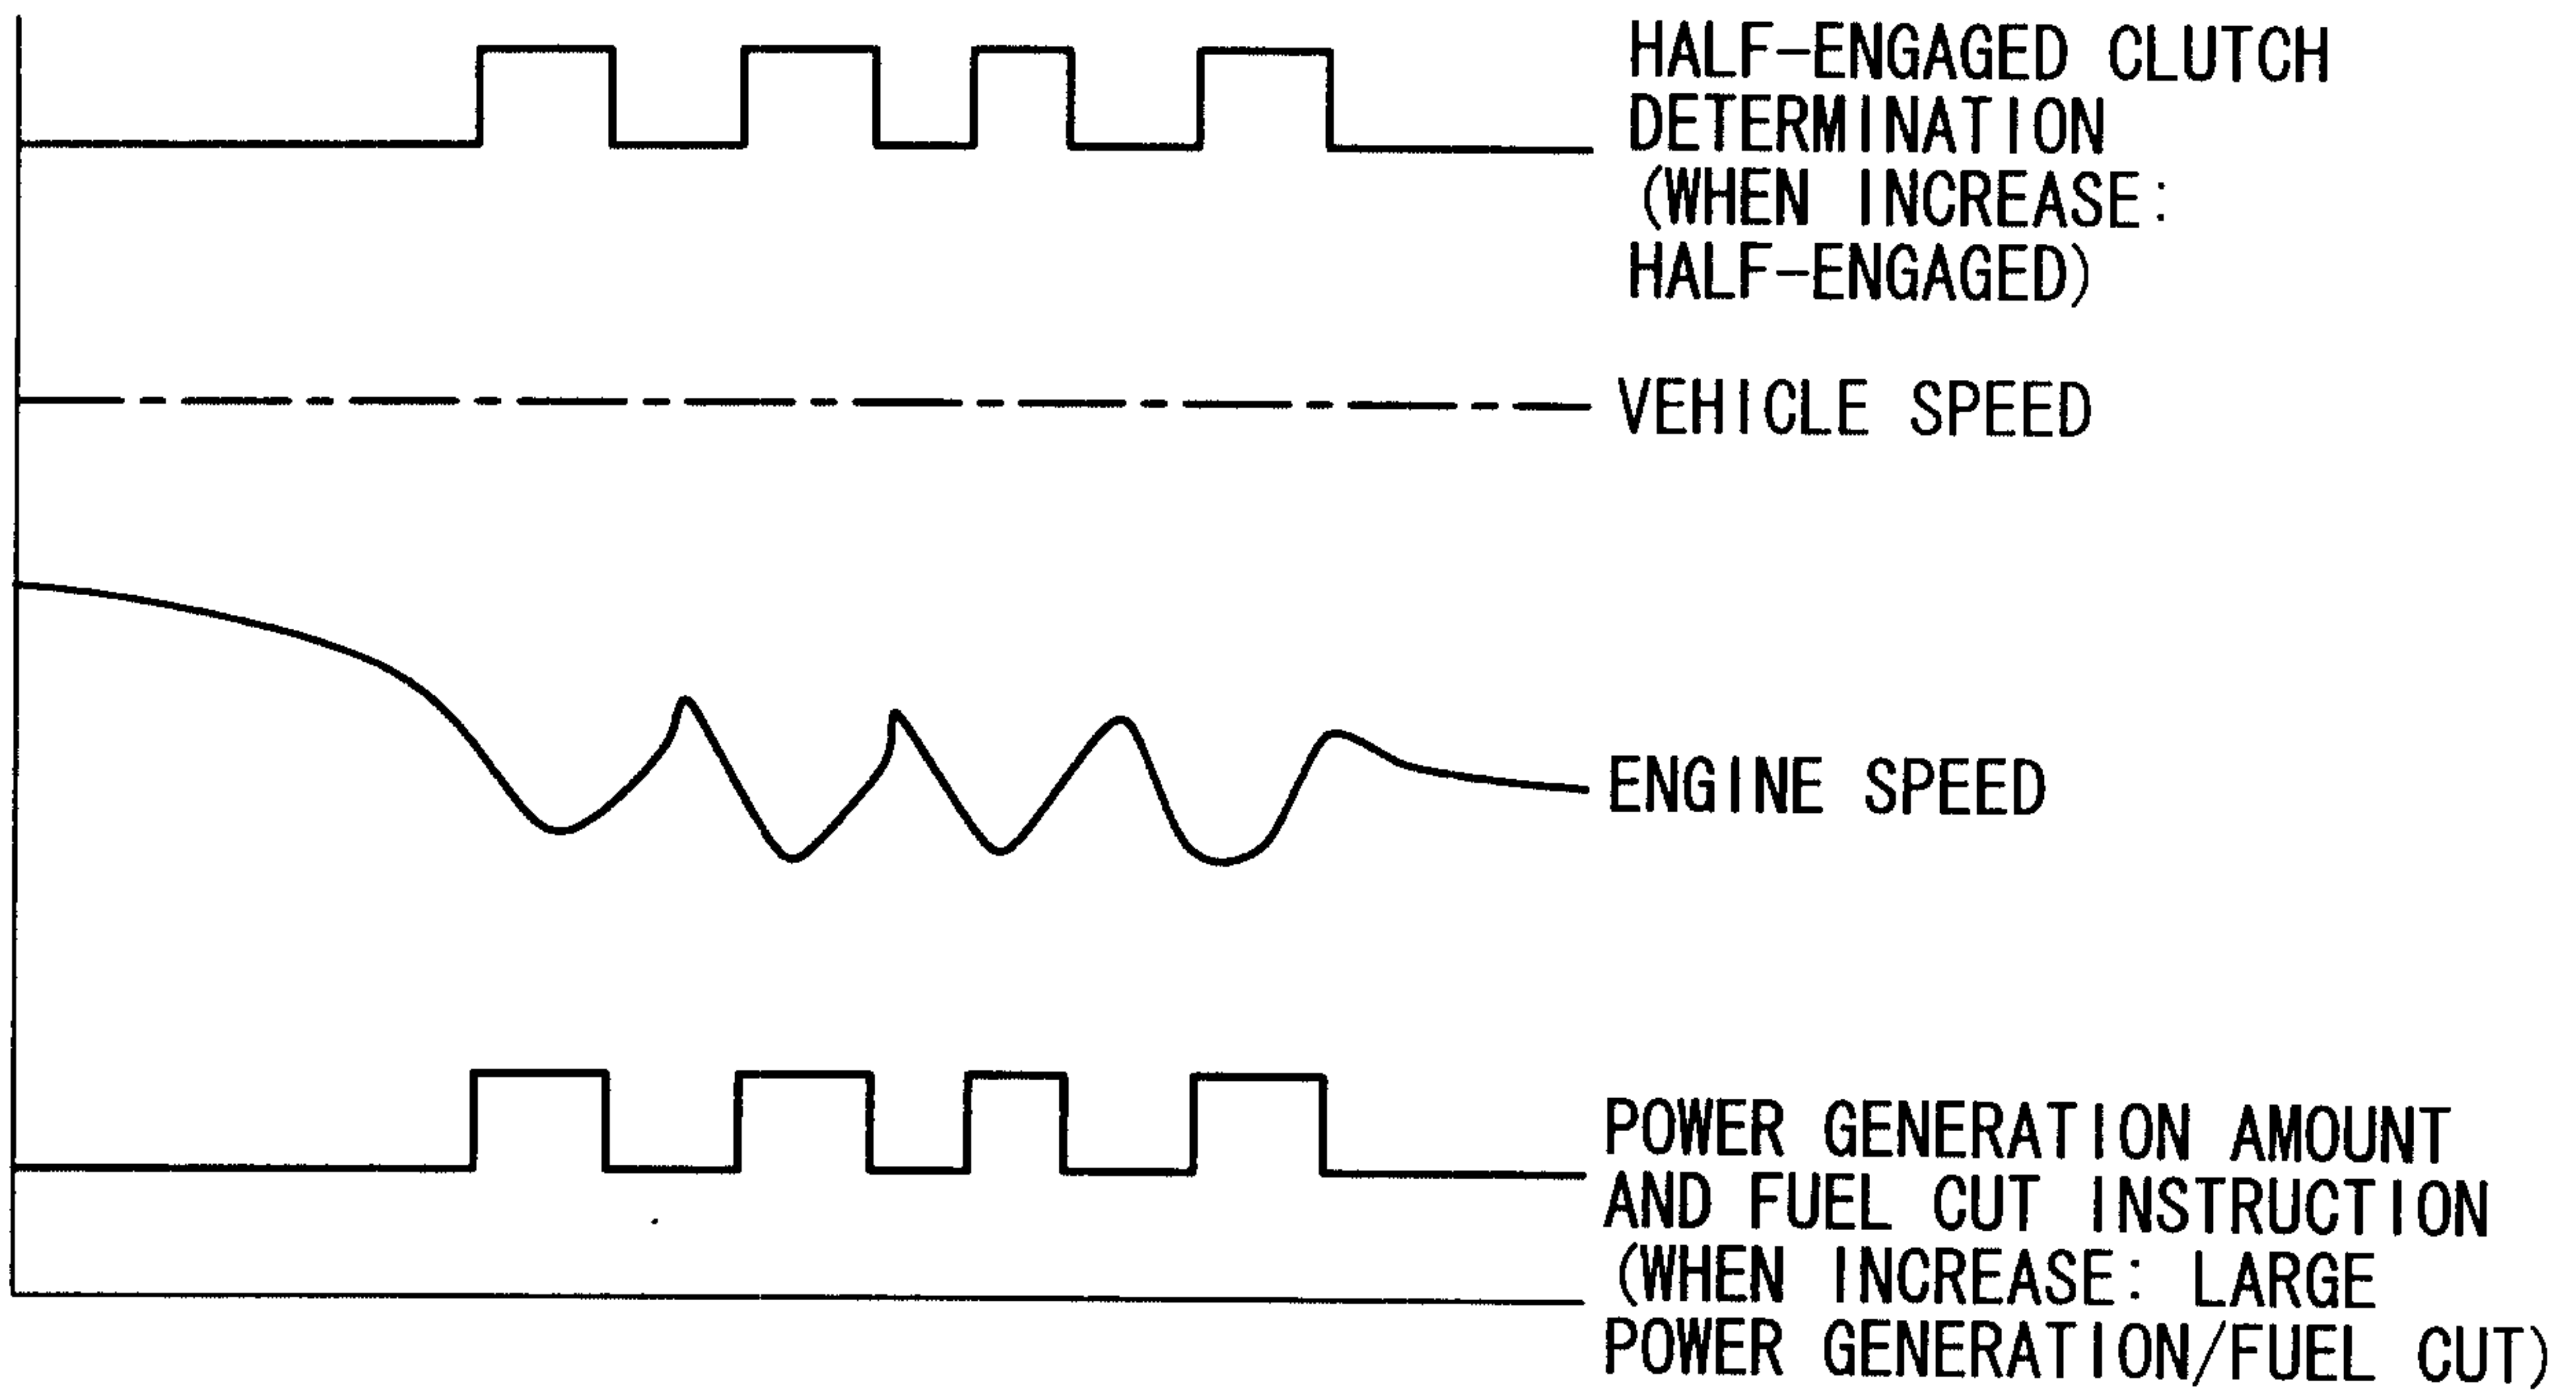 HALF-ENGAGED CLUTCH
DETERMINATION
(WHEN INCREASE:
HALF-ENGAGED)
VEHICLE SPEED
ENGINE SPEED
POWER GENERATION AMOUNT
AND FUEL CUT INSTRUCTION
(WHEN INCREASE: LARGE
POWER GENERATION/FUEL CUT)